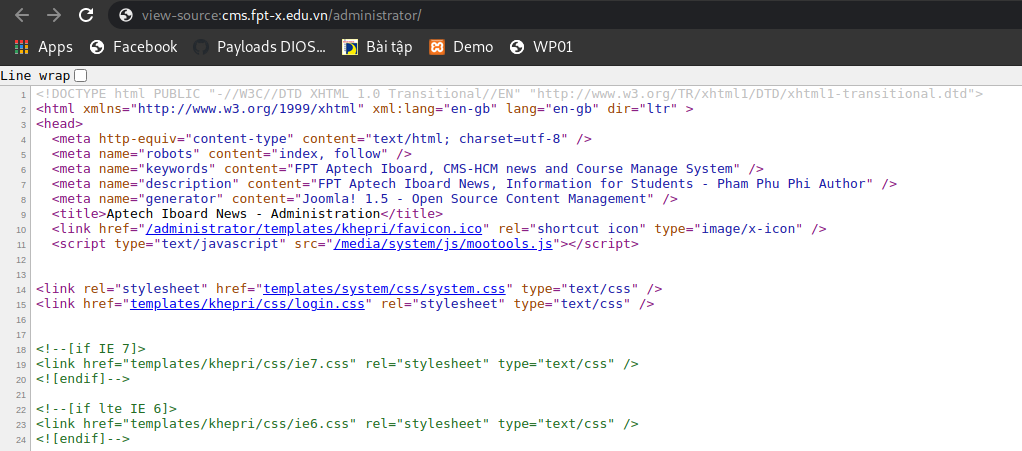 view-source:cms.fpt-x.edu.vn/administrator/
Apps Facebook Payloads DIOS... Bài tập Demo WP01
Line wrap
1 <!DOCTYPE html PUBLIC "-//W3C//DTD XHTML 1.0 Transitional//EN" "http://www.w3.org/TR/xhtml1/DTD/xhtml1-transitional.dtd">
2 <html xmlns="http://www.w3.org/1999/xhtml" xml:lang="en-gb" lang="en-gb" dir="ltr" >
3 <head>
4 <meta http-equiv="content-type" content="text/html; charset=utf-8" />
5 <meta name="robots" content="index, follow" />
6 <meta name="keywords" content="FPT Aptech Iboard, CMS-HCM news and Course Manage System" />
7 <meta name="description" content="FPT Aptech Iboard News, Information for Students - Pham Phu Phi Author" />
8 <meta name="generator" content="Joomla! 1.5 - Open Source Content Management" />
9 <title>Aptech Iboard News - Administration</title>
10 <link href="/administrator/templates/khepri/favicon.ico" rel="shortcut icon" type="image/x-icon" />
11 <script type="text/javascript" src="/media/system/js/mootools.js"></script>
12
13
14 <link rel="stylesheet" href="templates/system/css/system.css" type="text/css" />
15 <link href="templates/khepri/css/login.css" rel="stylesheet" type="text/css" />
16
17
18 <!--[if IE 7]>
19 <link href="templates/khepri/css/ie7.css" rel="stylesheet" type="text/css" />
20 <![endif]-->
21
22 <!--[if lte IE 6]>
23 <link href="templates/khepri/css/ie6.css" rel="stylesheet" type="text/css" />
24 <![endif]-->